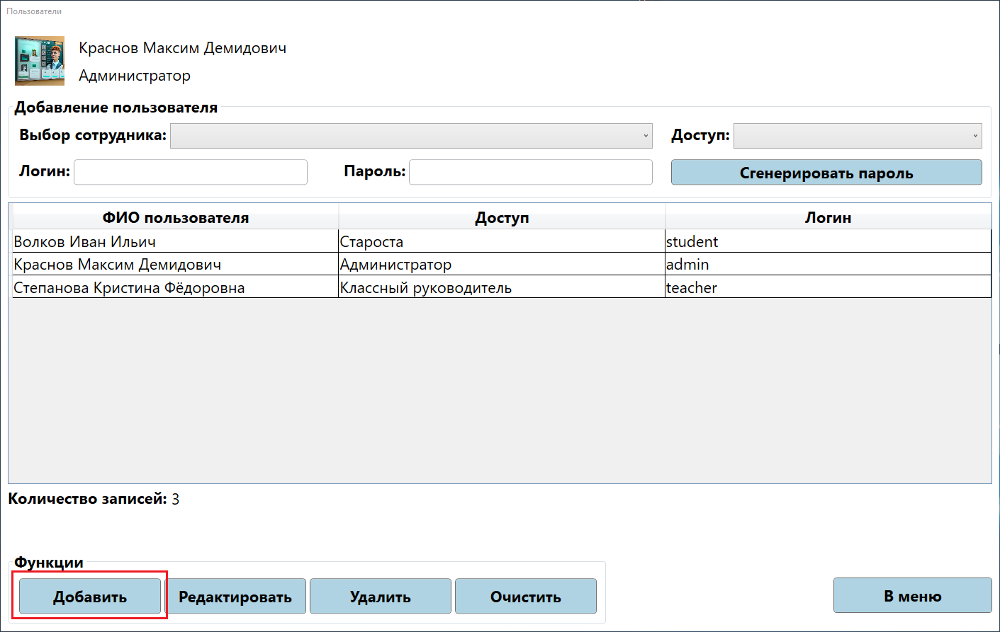 Пользователи
Краснов Максим Демидович
Администратор
Добавление пользователя
Выбор сотрудника: Доступ:
Логин: Пароль: Сгенерировать пароль
ФИО пользователя Доступ Логин
Волков Иван Ильич Староста student
Краснов Максим Демидович Администратор admin
Степанова Кристина Фёдоровна Классный руководитель teacher
Количество записей: 3
Функции
Добавить Редактировать Удалить Очистить В меню